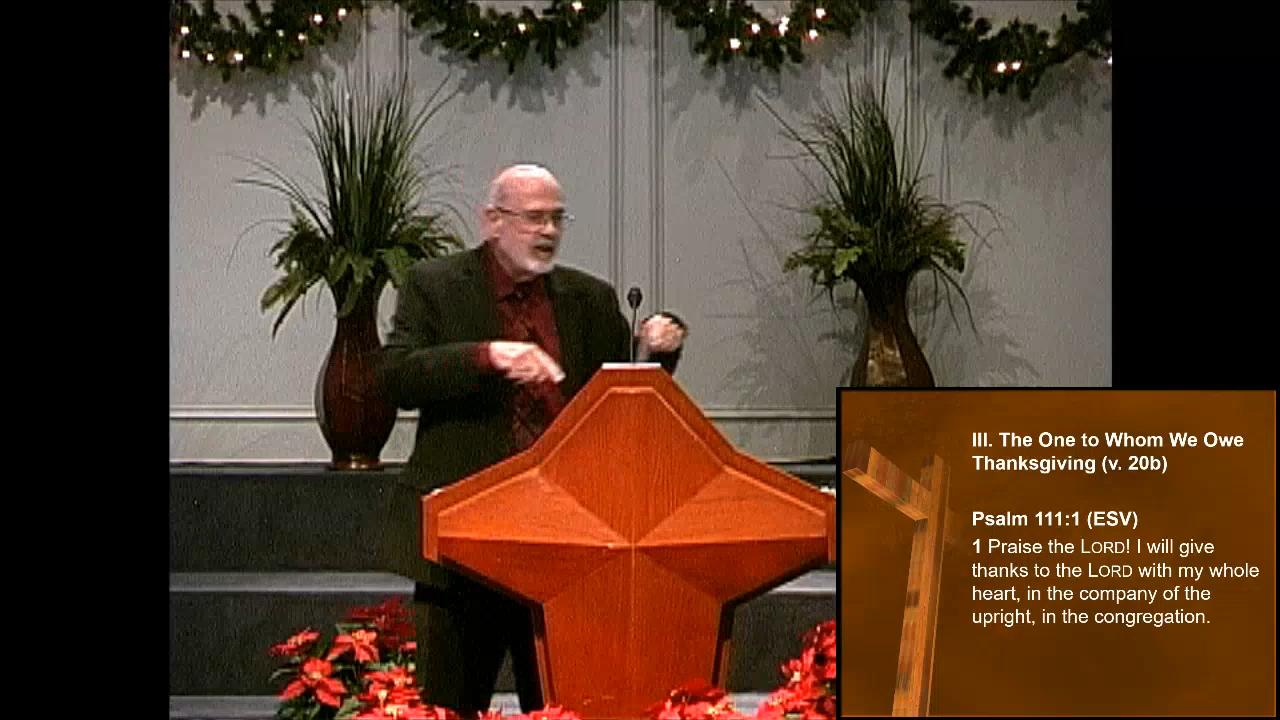 III. The One to Whom We Owe
Thanksgiving (v. 20b)
Psalm 111:1 (ESV)
1 Praise the LORD! I will give
thanks to the LORD with my whole
heart, in the company of the
upright, in the congregation.